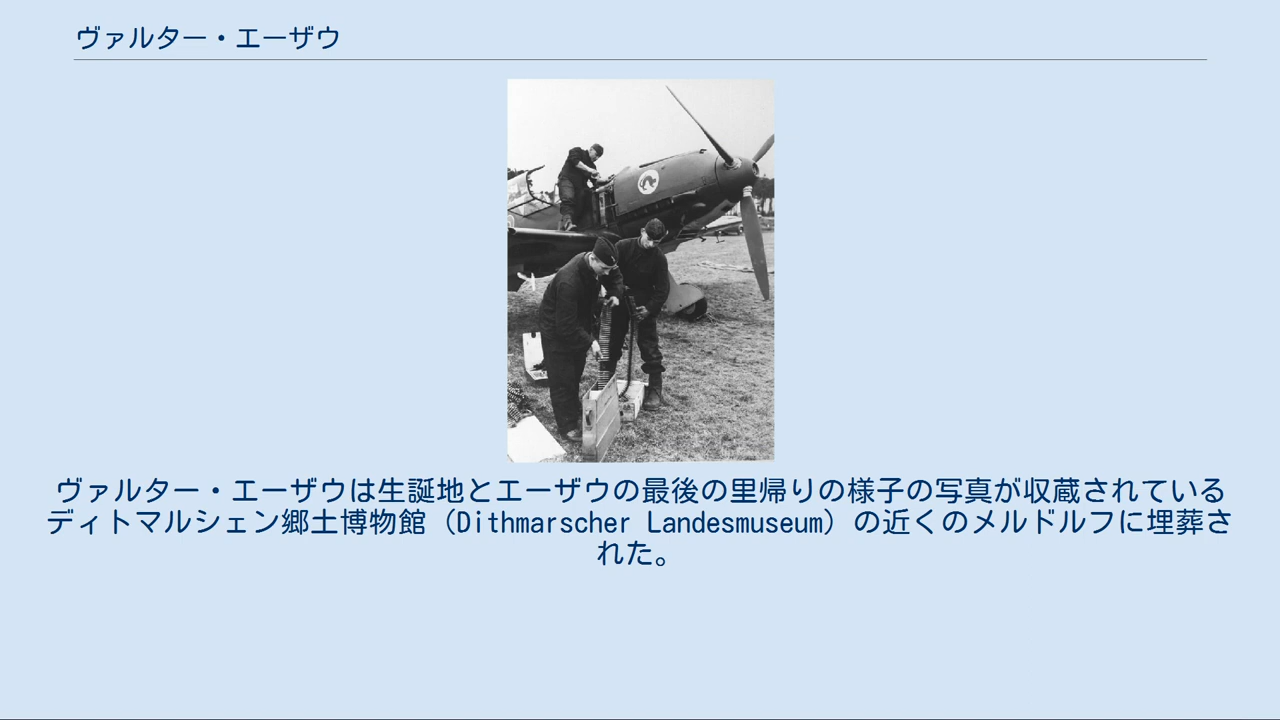 ヴァルター・エーザウ
ヴァルター・エーザウは生誕地とエーザウの最後の里帰りの様子の写真が収蔵されている
ディトマルシェン郷土博物館（Dithmarscher Landesmuseum）の近くのメルドルフに埋葬さ
れた。